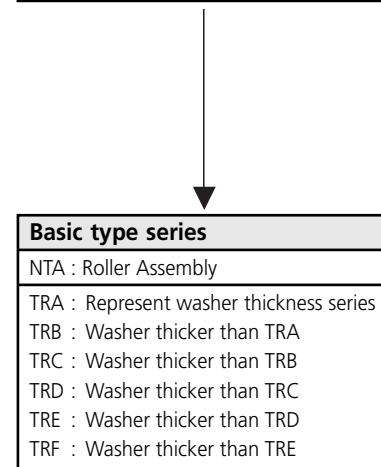 Basic type series
NTA : Roller Assembly
TRA : Represent washer thickness series
TRB : Washer thicker than TRA
TRC : Washer thicker than TRB
TRD : Washer thicker than TRC
TRE : Washer thicker than TRD
TRF : Washer thicker than TRE